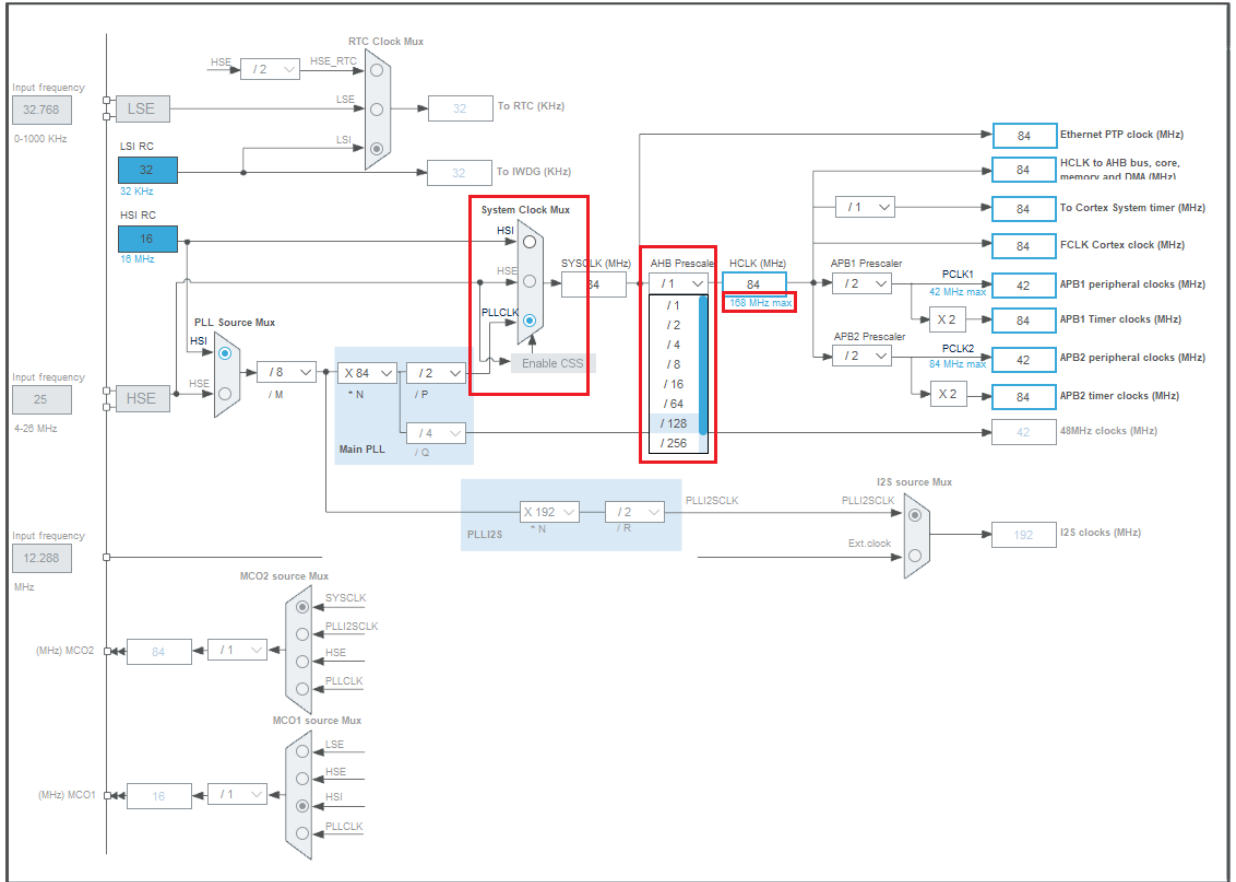 RTC Clock Mux
HSE
/ 2
HSE_RTC
Input frequency
32.768
0-1000 KHz
LSE
LSE
32
To RTC (KHz)
LSI RC
32
32 KHz
LSI
32
To IWDG (KHz)
HSI RC
16
16 MHz
System Clock Mux
HSI
HSE
PLLCLK
SYSCLK (MHz)
84
Enable CSS
AHB Prescaler
/ 1
/ 1
/ 2
/ 4
/ 8
/ 16
/ 64
/ 128
/ 256
HCLK (MHz)
84
168 MHz max
84
Ethernet PTP clock (MHz)
84
HCLK to AHB bus, core,
memory and DMA (MHz)
/ 1
84
To Cortex System timer (MHz)
84
FCLK Cortex clock (MHz)
APB1 Prescaler
/ 2
PCLK1
42 MHz max
42
APB1 peripheral clocks (MHz)
X 2
84
APB1 Timer clocks (MHz)
APB2 Prescaler
/ 2
PCLK2
84 MHz max
42
APB2 peripheral clocks (MHz)
X 2
84
APB2 timer clocks (MHz)
42
48MHz clocks (MHz)
PLL Source Mux
HSI
HSE
Input frequency
25
4-26 MHz
HSE
/ 8
/ M
X 84
* N
/ 2
/ P
/ 4
/ Q
Main PLL
PLLI2S
X 192
* N
/ 2
/ R
PLLI2SCLK
I2S source Mux
PLLI2SCLK
Ext.clock
192
I2S clocks (MHz)
Input frequency
12.288
MHz
MCO2 source Mux
SYSCLK
PLLI2SCLK
HSE
PLLCLK
(MHz) MCO2
84
/ 1
MCO1 source Mux
LSE
HSE
HSI
PLLCLK
(MHz) MCO1
16
/ 1